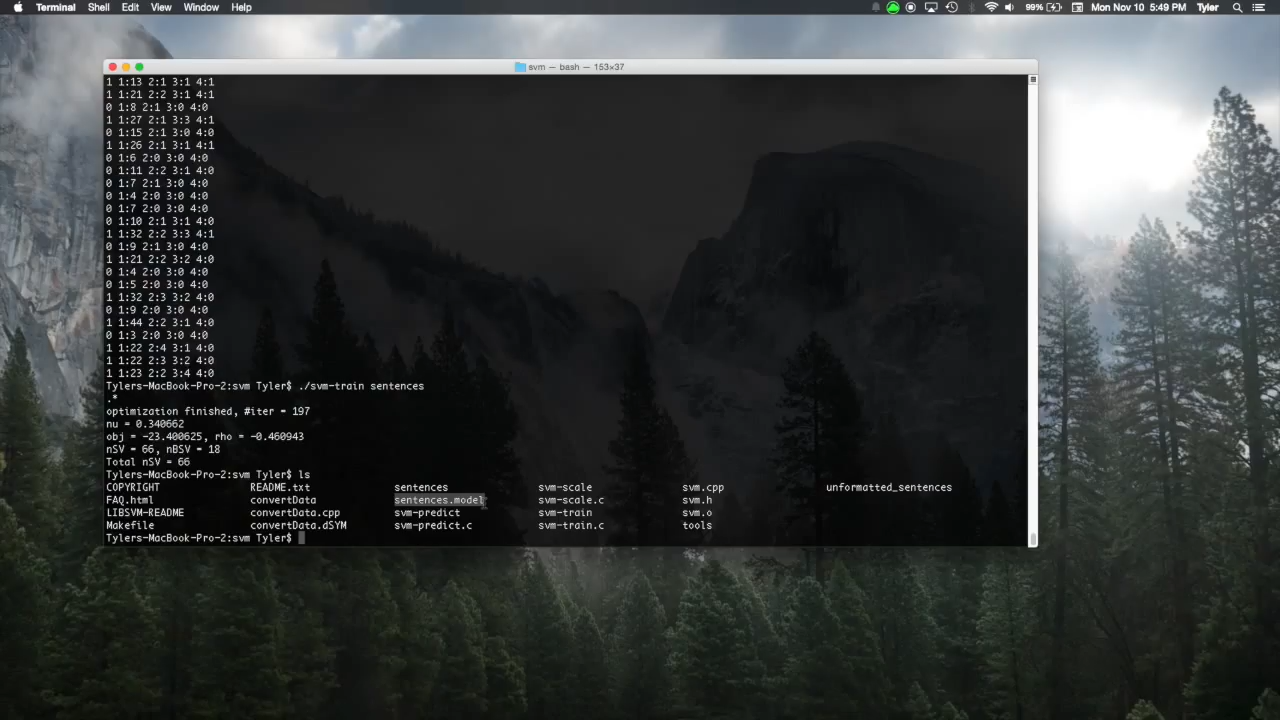 Terminal Shell Edit View Window Help 99% Mon Nov 10 5:49 PM Tyler
svm — bash — 153×37
1 1:13 2:1 3:1 4:1
1 1:21 2:2 3:1 4:1
0 1:8 2:1 3:0 4:0
1 1:27 2:1 3:3 4:1
0 1:15 2:1 3:0 4:0
1 1:26 2:1 3:1 4:1
0 1:6 2:0 3:0 4:0
0 1:11 2:2 3:1 4:0
0 1:7 2:1 3:0 4:0
0 1:4 2:0 3:0 4:0
0 1:7 2:0 3:0 4:0
0 1:10 2:1 3:1 4:0
1 1:32 2:2 3:3 4:1
0 1:9 2:1 3:0 4:0
1 1:21 2:2 3:2 4:0
0 1:4 2:0 3:0 4:0
0 1:5 2:0 3:0 4:0
1 1:32 2:3 3:2 4:0
0 1:9 2:0 3:0 4:0
1 1:44 2:2 3:1 4:0
0 1:3 2:0 3:0 4:0
1 1:22 2:4 3:1 4:0
1 1:22 2:3 3:2 4:0
1 1:23 2:2 3:4 4:0
Tylers-MacBook-Pro-2:svm Tyler$ ./svm-train sentences
.*
optimization finished, #iter = 197
nu = 0.340662
obj = -23.400625, rho = -0.460943
nSV = 66, nBSV = 18
Total nSV = 66
Tylers-MacBook-Pro-2:svm Tyler$ ls
COPYRIGHT README.txt sentences svm-scale svm.cpp unformatted_sentences
FAQ.html convertData sentences.model svm-scale.c svm.h
LIBSVM-README convertData.cpp svm-predict svm-train svm.o
Makefile convertData.dSYM svm-predict.c svm-train.c tools
Tylers-MacBook-Pro-2:svm Tyler$